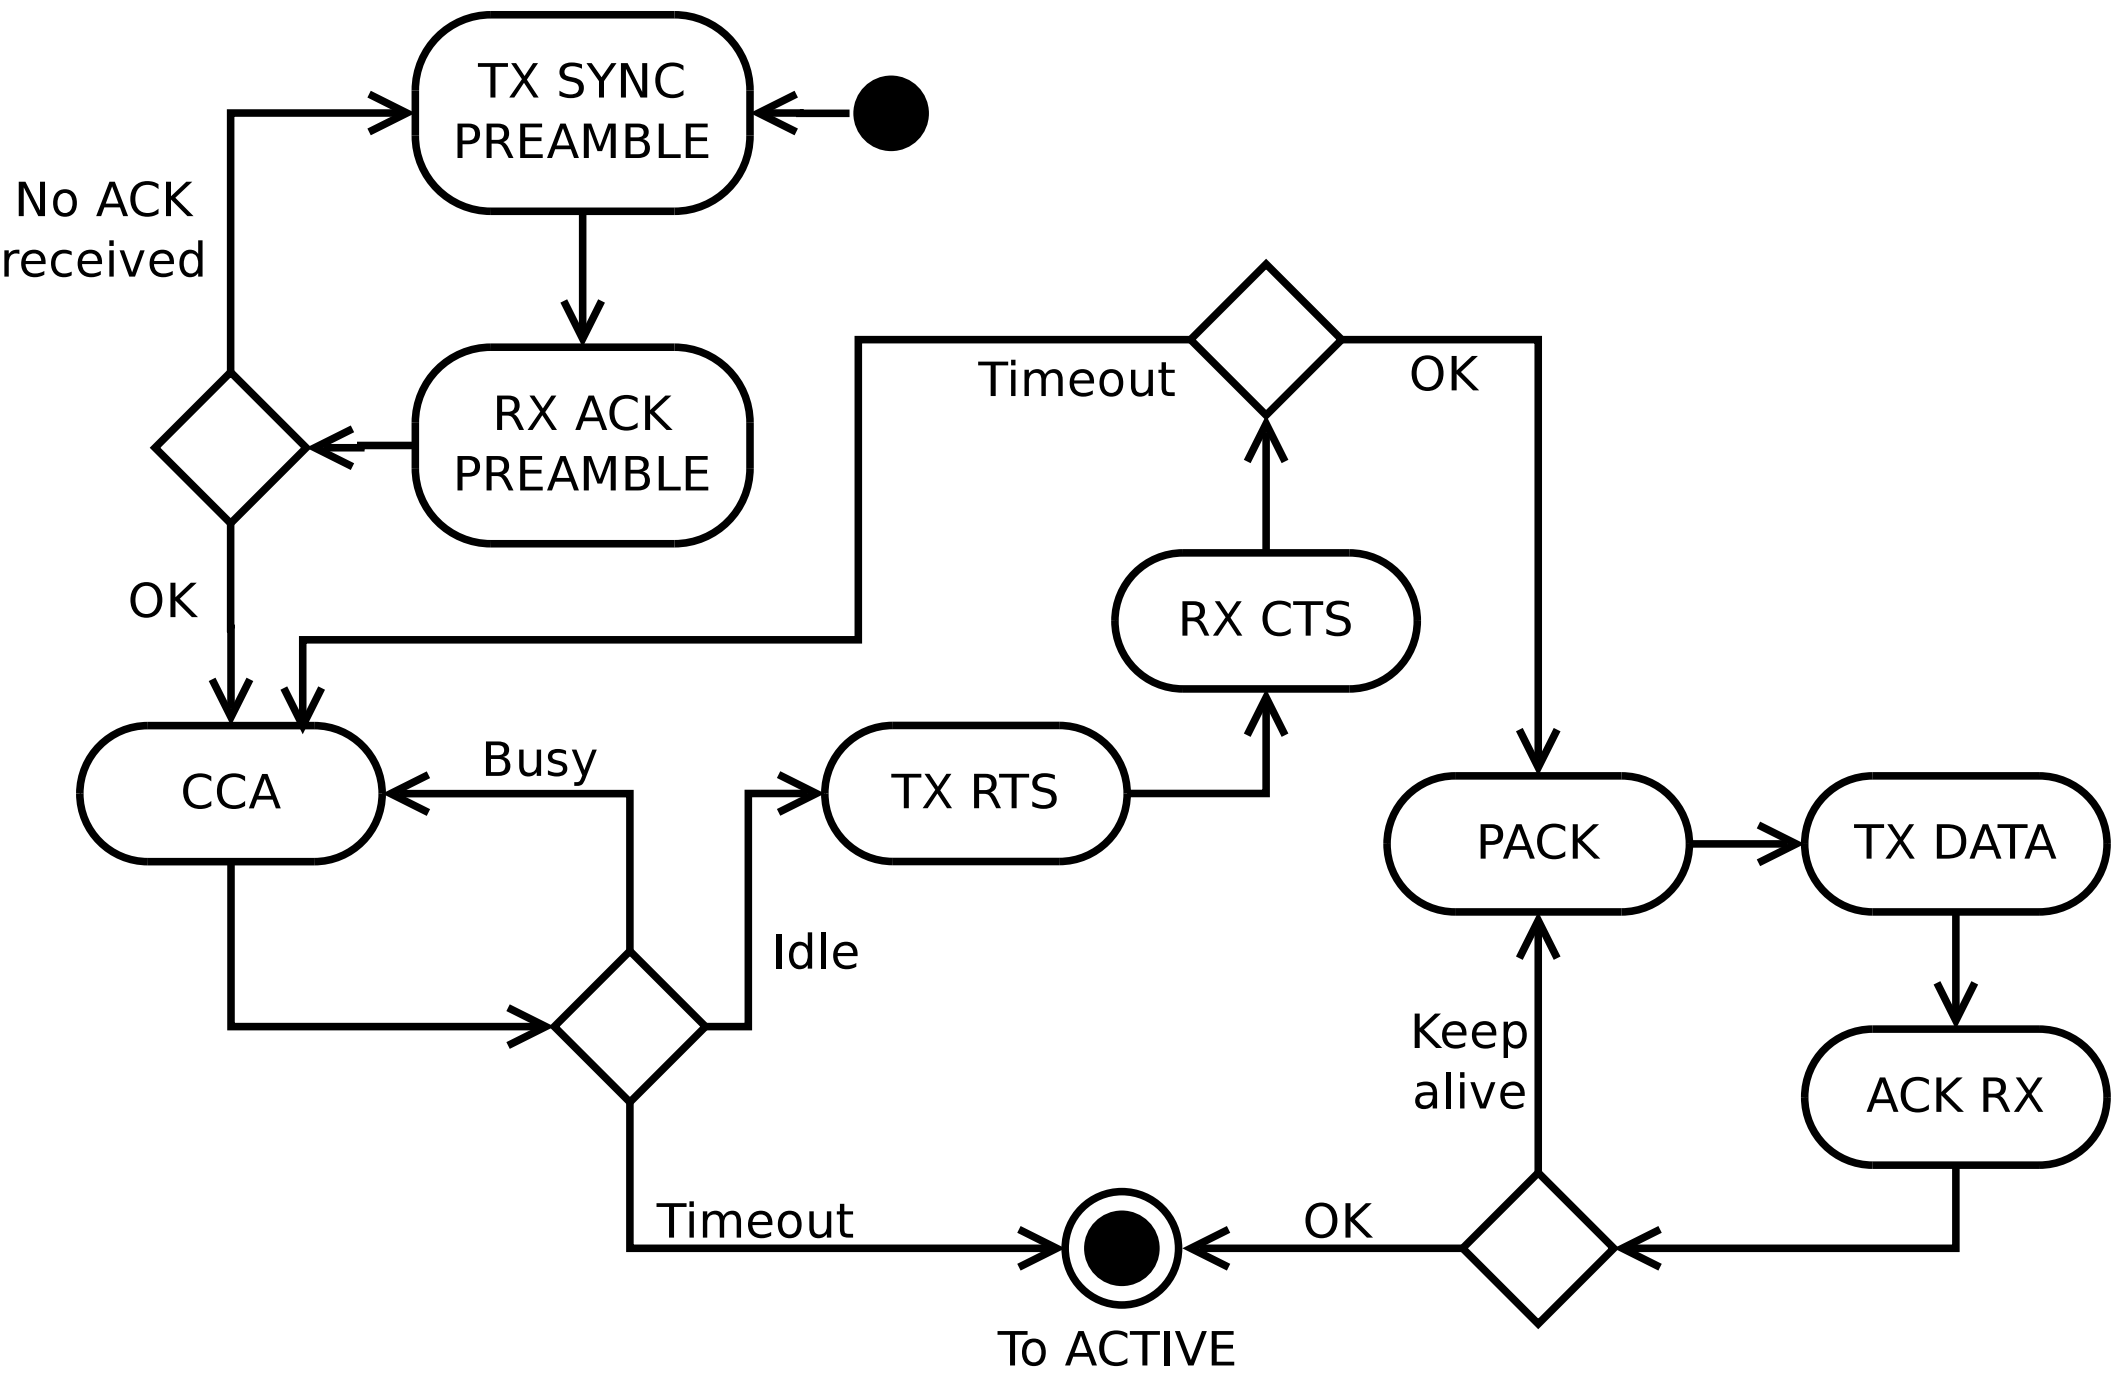 TX SYNC
PREAMBLE
No ACK
received
RX ACK
PREAMBLE
Timeout
OK
OK
RX CTS
Busy
CCA
TX RTS
PACK
TX DATA
Idle
Keep
alive
ACK RX
Timeout
OK
To ACTIVE